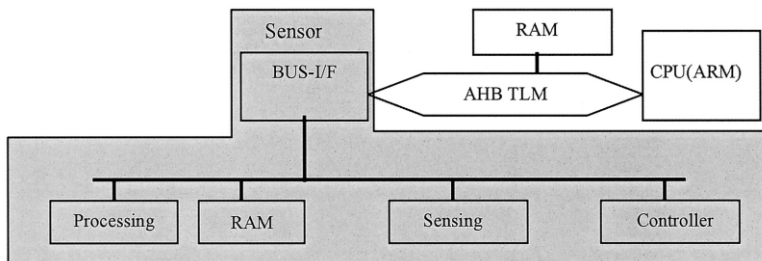 Sensor
RAM
BUS-I/F
CPU(ARM)
AHB TLM
Processing
RAM
Sensing
Controller